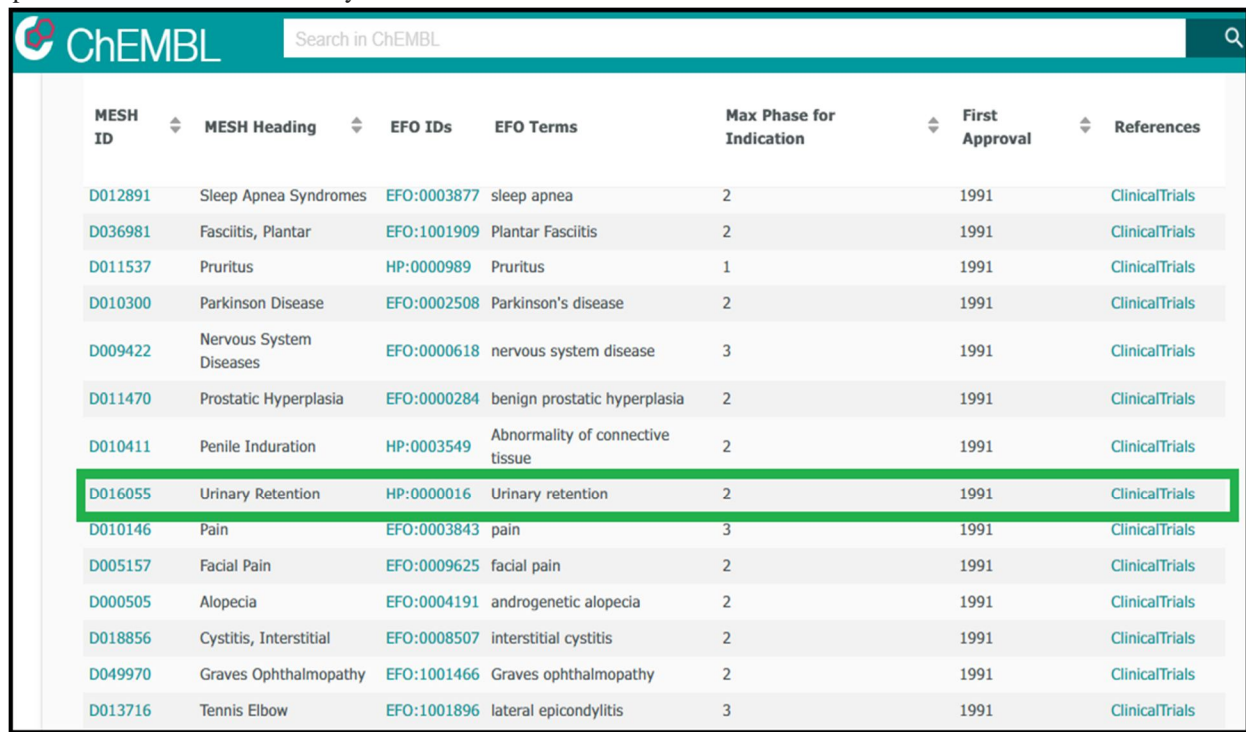 ChEMBL Search in ChEMBL
MESH ID MESH Heading EFO IDs EFO Terms Max Phase for Indication First Approval References
D012891 Sleep Apnea Syndromes EFO:0003877 sleep apnea 2 1991 ClinicalTrials
D036981 Fasciitis, Plantar EFO:1001909 Plantar Fasciitis 2 1991 ClinicalTrials
D011537 Pruritus HP:0000989 Pruritus 1 1991 ClinicalTrials
D010300 Parkinson Disease EFO:0002508 Parkinson's disease 2 1991 ClinicalTrials
D009422 Nervous System Diseases EFO:0000618 nervous system disease 3 1991 ClinicalTrials
D011470 Prostatic Hyperplasia EFO:0000284 benign prostatic hyperplasia 2 1991 ClinicalTrials
D010411 Penile Induration HP:0003549 Abnormality of connective tissue 2 1991 ClinicalTrials
D016055 Urinary Retention HP:0000016 Urinary retention 2 1991 ClinicalTrials
D010146 Pain EFO:0003843 pain 3 1991 ClinicalTrials
D005157 Facial Pain EFO:0009625 facial pain 2 1991 ClinicalTrials
D000505 Alopecia EFO:0004191 androgenetic alopecia 2 1991 ClinicalTrials
D018856 Cystitis, Interstitial EFO:0008507 interstitial cystitis 2 1991 ClinicalTrials
D049970 Graves Ophthalmopathy EFO:1001466 Graves ophthalmopathy 2 1991 ClinicalTrials
D013716 Tennis Elbow EFO:1001896 lateral epicondylitis 3 1991 ClinicalTrials